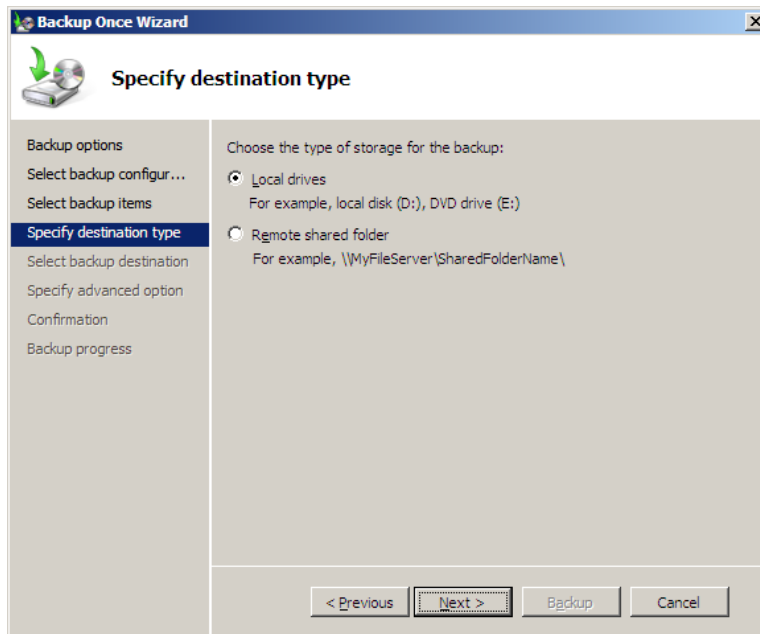 Backup Once Wizard
Specify destination type
Backup options
Select backup configur...
Select backup items
Specify destination type
Select backup destination
Specify advanced option
Confirmation
Backup progress
Choose the type of storage for the backup:
Local drives
For example, local disk (D:), DVD drive (E:)
Remote shared folder
For example, \\MyFileServer\SharedFolderName\
< Previous
Next >
Backup
Cancel